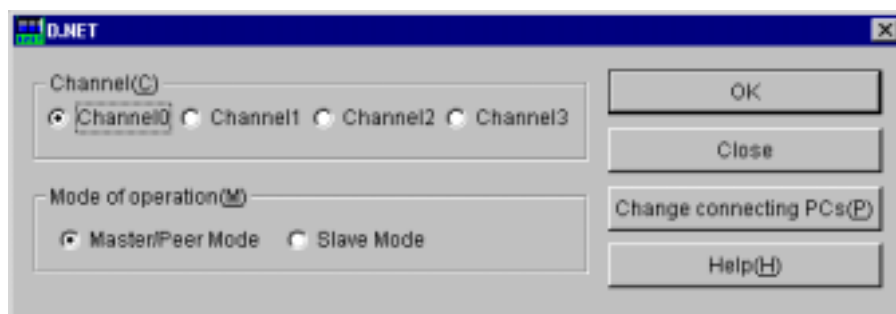 D.NET
Channel(C)
Channel0 Channel1 Channel2 Channel3
Mode of operation(M)
Master/Peer Mode Slave Mode
OK
Close
Change connecting PCs(P)
Help(H)